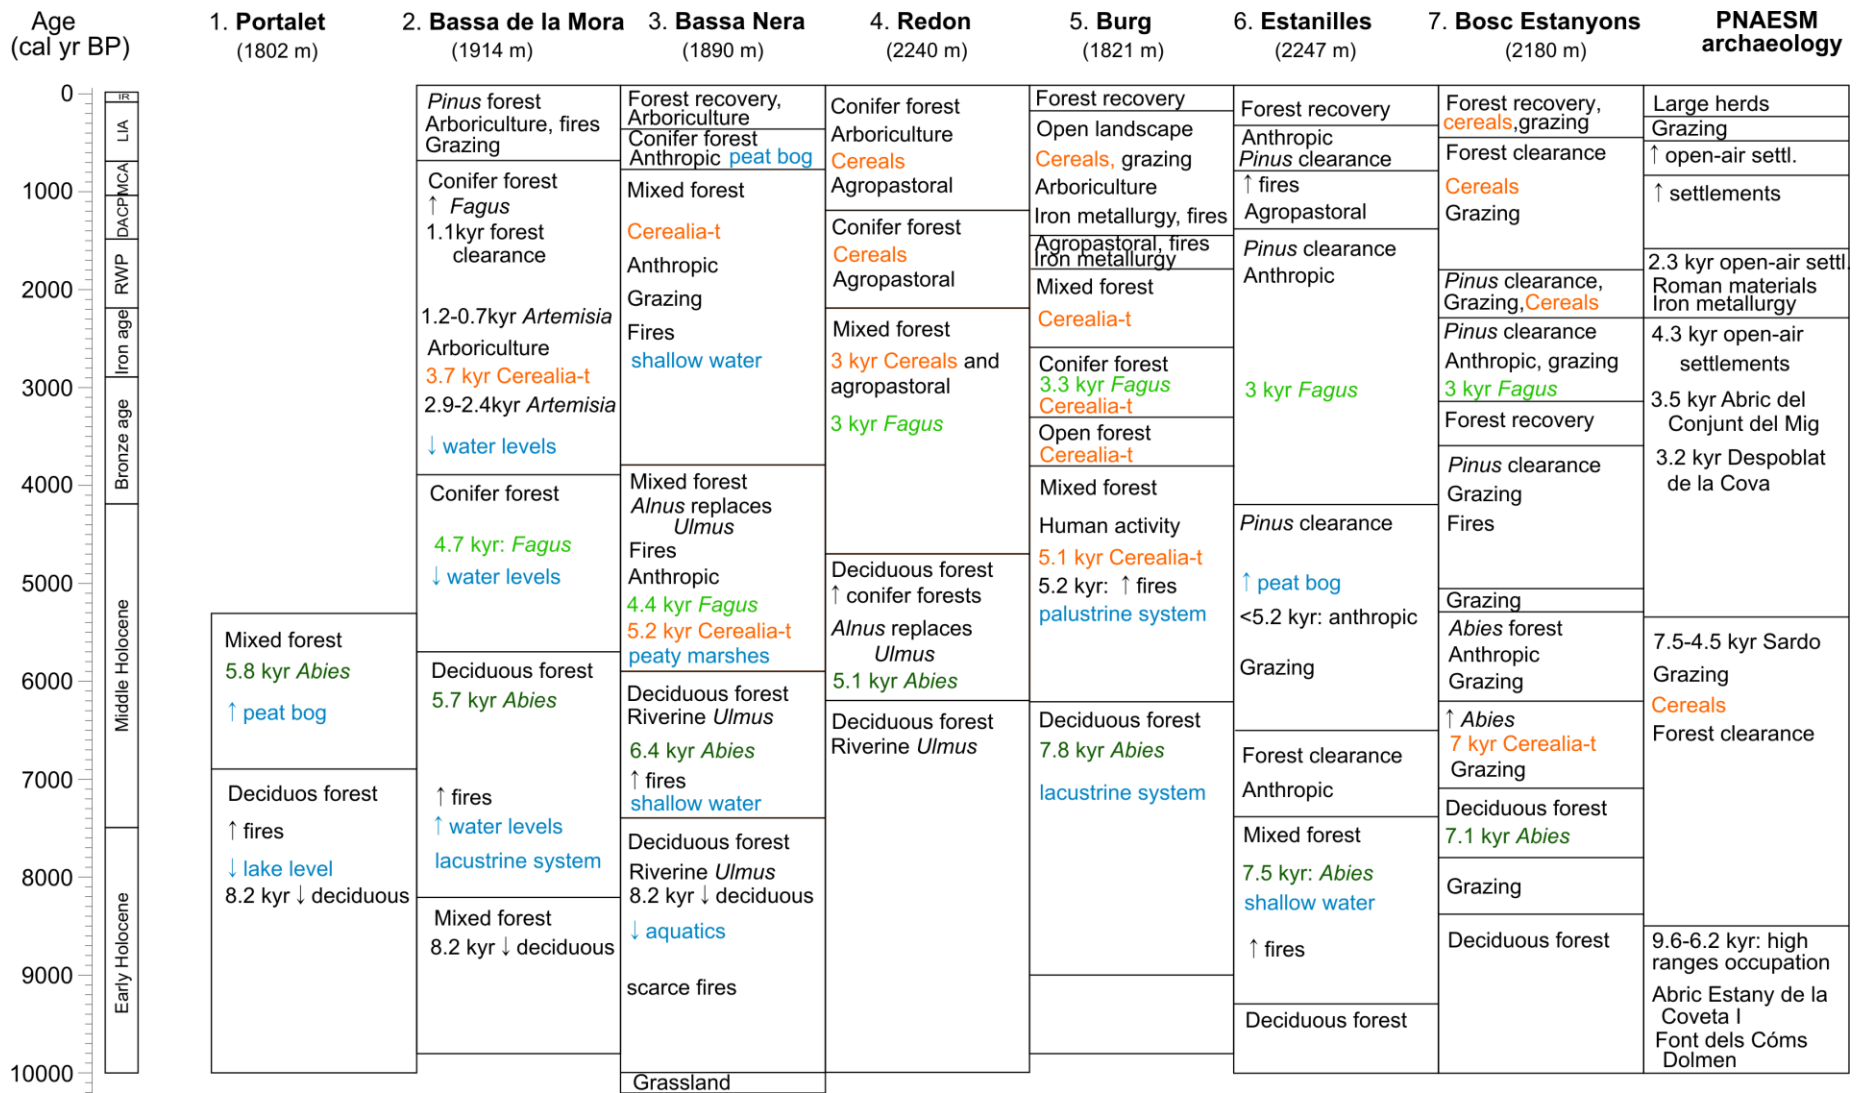 Age
(cal yr BP)
0
1000
2000
3000
4000
5000
6000
7000
8000
9000
10000
IR
LIA
MCA
DACP
RWP
Iron age
Bronze age
Middle Holocene
Early Holocene
1. Portalet
(1802 m)
Mixed forest
5.8 kyr Abies
↑ peat bog
Deciduos forest
↑ fires
↓ lake level
8.2 kyr ↓ deciduous
2. Bassa de la Mora
(1914 m)
Pinus forest
Arboriculture, fires
Grazing
Conifer forest
↑ Fagus
1.1kyr forest
clearance
1.2-0.7kyr Artemisia
Arboriculture
3.7 kyr Cerealia-t
2.9-2.4kyr Artemisia
↓ water levels
Conifer forest
4.7 kyr: Fagus
↓ water levels
Deciduous forest
5.7 kyr Abies
↑ fires
↑ water levels
lacustrine system
Mixed forest
8.2 kyr ↓ deciduous
3. Bassa Nera
(1890 m)
Forest recovery,
Arboriculture
Conifer forest
Anthropic peat bog
Mixed forest
Cerealia-t
Anthropic
Grazing
Fires
shallow water
Mixed forest
Alnus replaces
Ulmus
Fires
Anthropic
4.4 kyr Fagus
5.2 kyr Cerealia-t
peaty marshes
Deciduous forest
Riverine Ulmus
6.4 kyr Abies
↑ fires
shallow water
Deciduous forest
Riverine Ulmus
8.2 kyr ↓ deciduous
↓ aquatics
scarce fires
Grassland
4. Redon
(2240 m)
Conifer forest
Arboriculture
Cereals
Agropastoral
Conifer forest
Cereals
Agropastoral
Mixed forest
3 kyr Cereals and
agropastoral
3 kyr Fagus
Deciduous forest
↑ conifer forests
Alnus replaces
Ulmus
5.1 kyr Abies
Deciduous forest
Riverine Ulmus
5. Burg
(1821 m)
Forest recovery
Open landscape
Cereals, grazing
Arboriculture
Iron metallurgy, fires
Agropastoral, fires
Iron metallurgy
Mixed forest
Cerealia-t
Conifer forest
3.3 kyr Fagus
Cerealia-t
Open forest
Cerealia-t
Mixed forest
Human activity
5.1 kyr Cerealia-t
5.2 kyr: ↑ fires
palustrine system
Deciduous forest
7.8 kyr Abies
lacustrine system
6. Estanilles
(2247 m)
Forest recovery
Anthropic
Pinus clearance
↑ fires
Agropastoral
Pinus clearance
Anthropic
3 kyr Fagus
Pinus clearance
↑ peat bog
<5.2 kyr: anthropic
Grazing
Forest clearance
Anthropic
Mixed forest
7.5 kyr: Abies
shallow water
↑ fires
Deciduous forest
7. Bosc Estanyons
(2180 m)
Forest recovery,
cereals,grazing
Forest clearance
Cereals
Grazing
Pinus clearance,
Grazing,Cereals
Pinus clearance
Anthropic, grazing
3 kyr Fagus
Forest recovery
Pinus clearance
Grazing
Fires
Grazing
Abies forest
Anthropic
Grazing
↑ Abies
7 kyr Cerealia-t
Grazing
Deciduous forest
7.1 kyr Abies
Grazing
Deciduous forest
PNAESM
archaeology
Large herds
Grazing
↑ open-air settl.
↑ settlements
2.3 kyr open-air settl.
Roman materials
Iron metallurgy
4.3 kyr open-air
settlements
3.5 kyr Abric del
Conjunt del Mig
3.2 kyr Despoblat
de la Cova
7.5-4.5 kyr Sardo
Grazing
Cereals
Forest clearance
9.6-6.2 kyr: high
ranges occupation
Abric Estany de la
Coveta I
Font dels Cóms
Dolmen